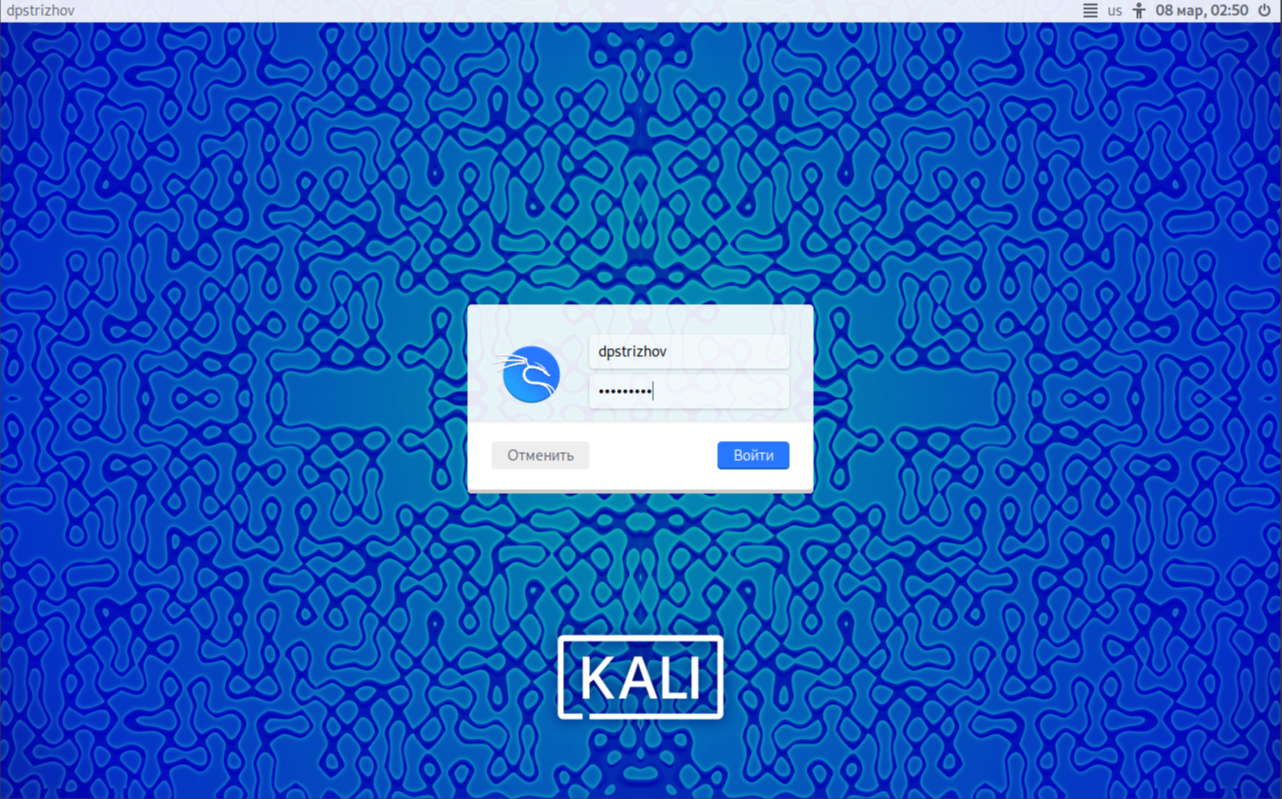 dpstrizhov
us
08 мар, 02:50
dpstrizhov
•••••••••
Отменить
Войти
KALI